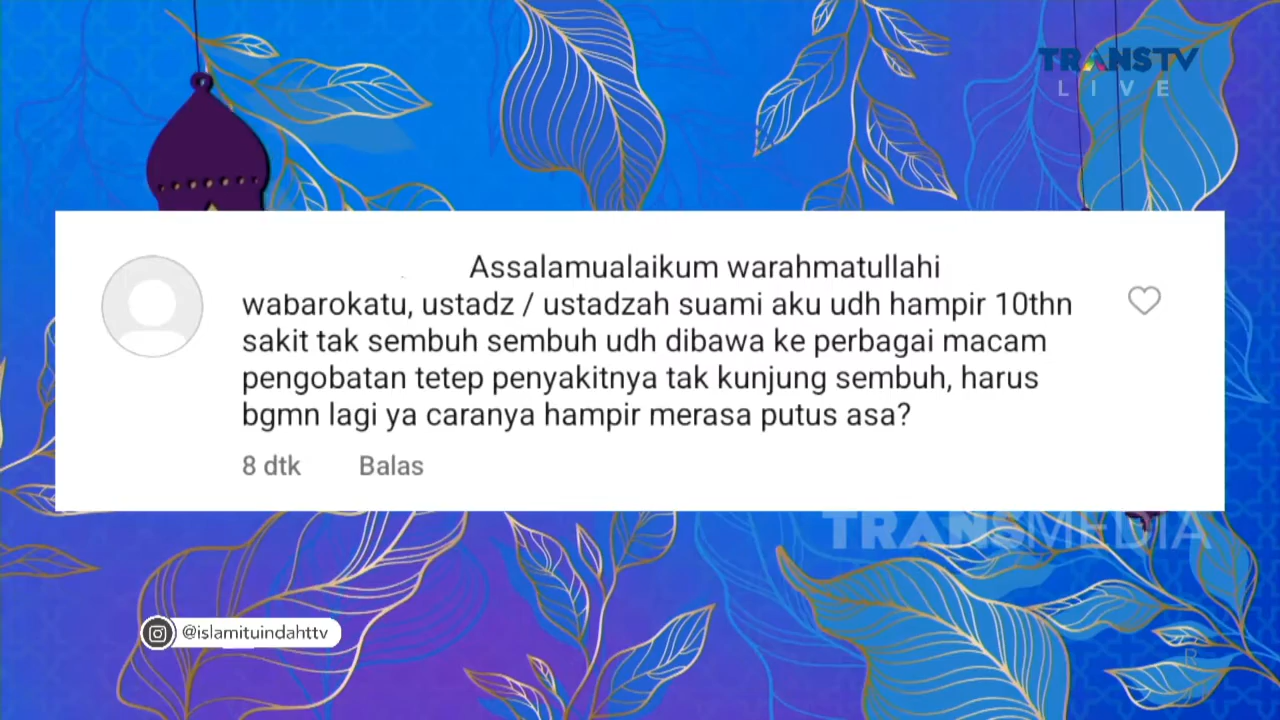 TRANSTV
LIVE
Assalamualaikum warahmatullahi
wabarokatu, ustadz / ustadzah suami aku udh hampir 10thn
sakit tak sembuh sembuh udh dibawa ke perbagai macam
pengobatan tetep penyakitnya tak kunjung sembuh, harus
bgmn lagi ya caranya hampir merasa putus asa?
8 dtk Balas
TRANSMEDIA
@islamituindahttv
R